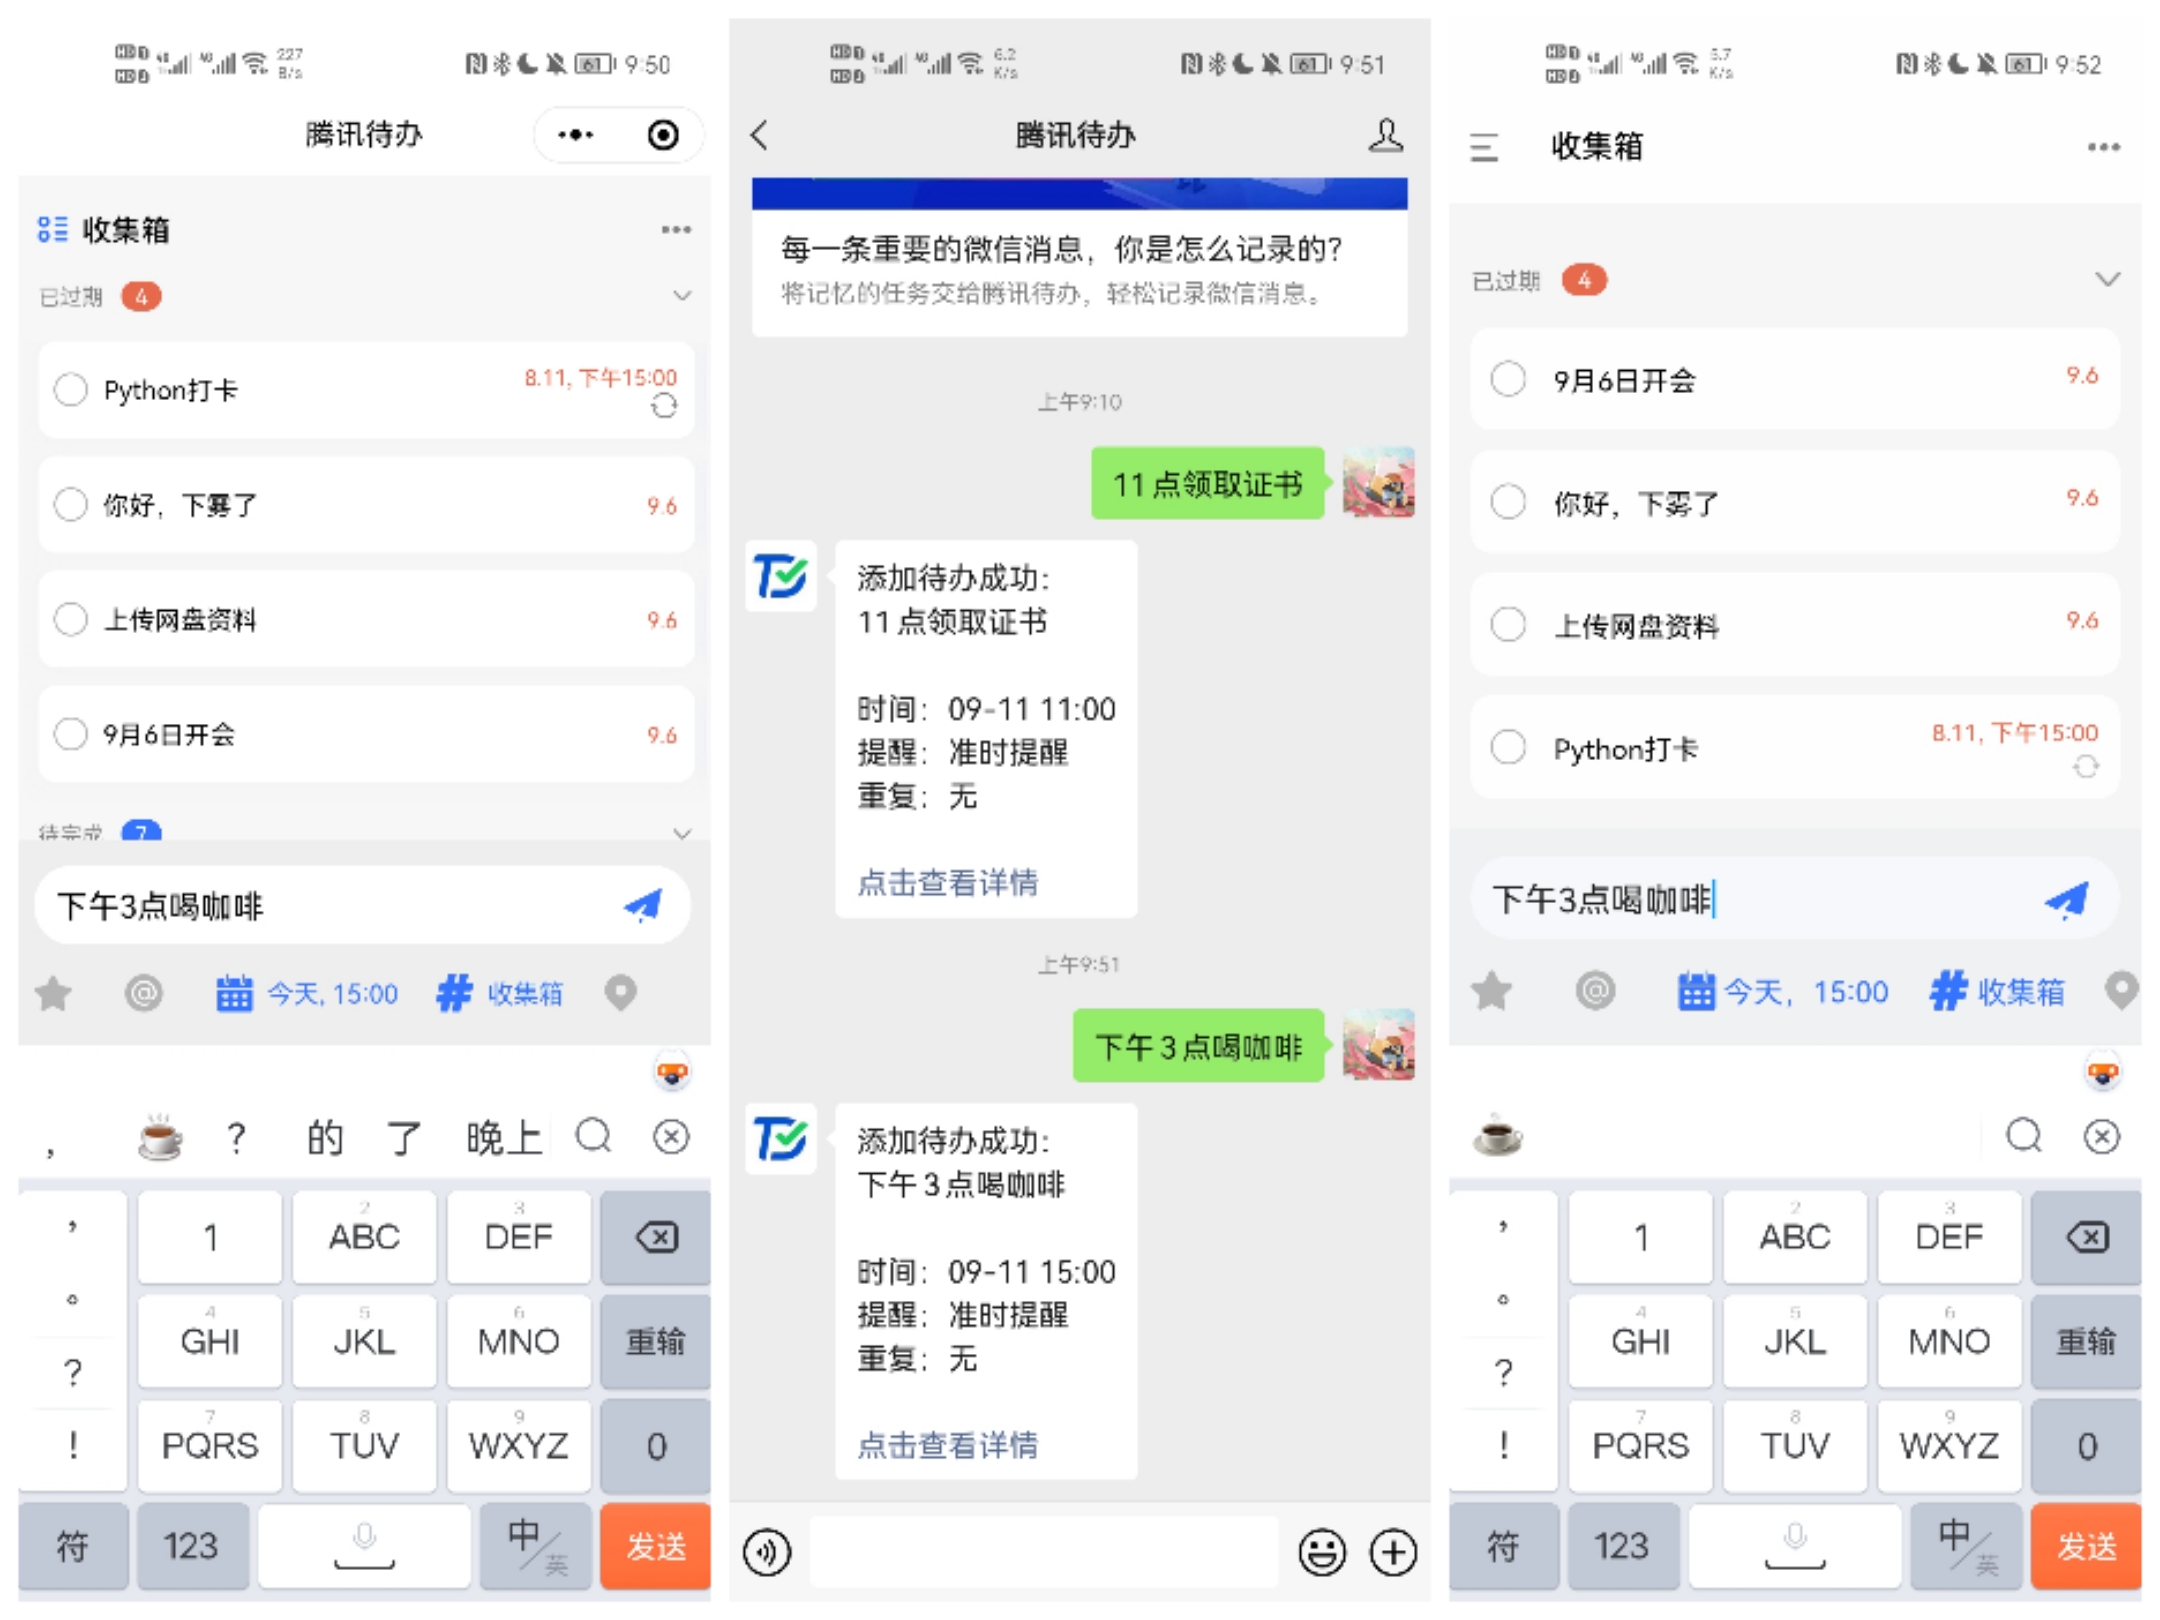 227 B/s
61 9:50
腾讯待办
收集箱
已过期 4
Python打卡 8.11, 下午15:00
你好，下雾了 9.6
上传网盘资料 9.6
9月6日开会 9.6
待完成 7
下午3点喝咖啡
@ 今天, 15:00 # 收集箱
， ? 的 了 晚上
， 1 2 ABC 3 DEF
。 4 GHI 5 JKL 6 MNO 重输
?
! 7 PQRS 8 TUV 9 WXYZ 0
符 123 中/英 发送
6.2 K/s
61 9:51
腾讯待办
每一条重要的微信消息，你是怎么记录的?
将记忆的任务交给腾讯待办，轻松记录微信消息。
上午9:10
11点领取证书
添加待办成功:
11点领取证书
时间：09-11 11:00
提醒：准时提醒
重复：无
点击查看详情
上午9:51
下午3点喝咖啡
添加待办成功:
下午3点喝咖啡
时间：09-11 15:00
提醒：准时提醒
重复：无
点击查看详情
5.7 K/s
61 9:52
收集箱
已过期 4
9月6日开会 9.6
你好，下雾了 9.6
上传网盘资料 9.6
Python打卡 8.11, 下午15:00
下午3点喝咖啡
@ 今天，15:00 # 收集箱
， 1 2 ABC 3 DEF
。 4 GHI 5 JKL 6 MNO 重输
?
! 7 PQRS 8 TUV 9 WXYZ 0
符 123 中/英 发送